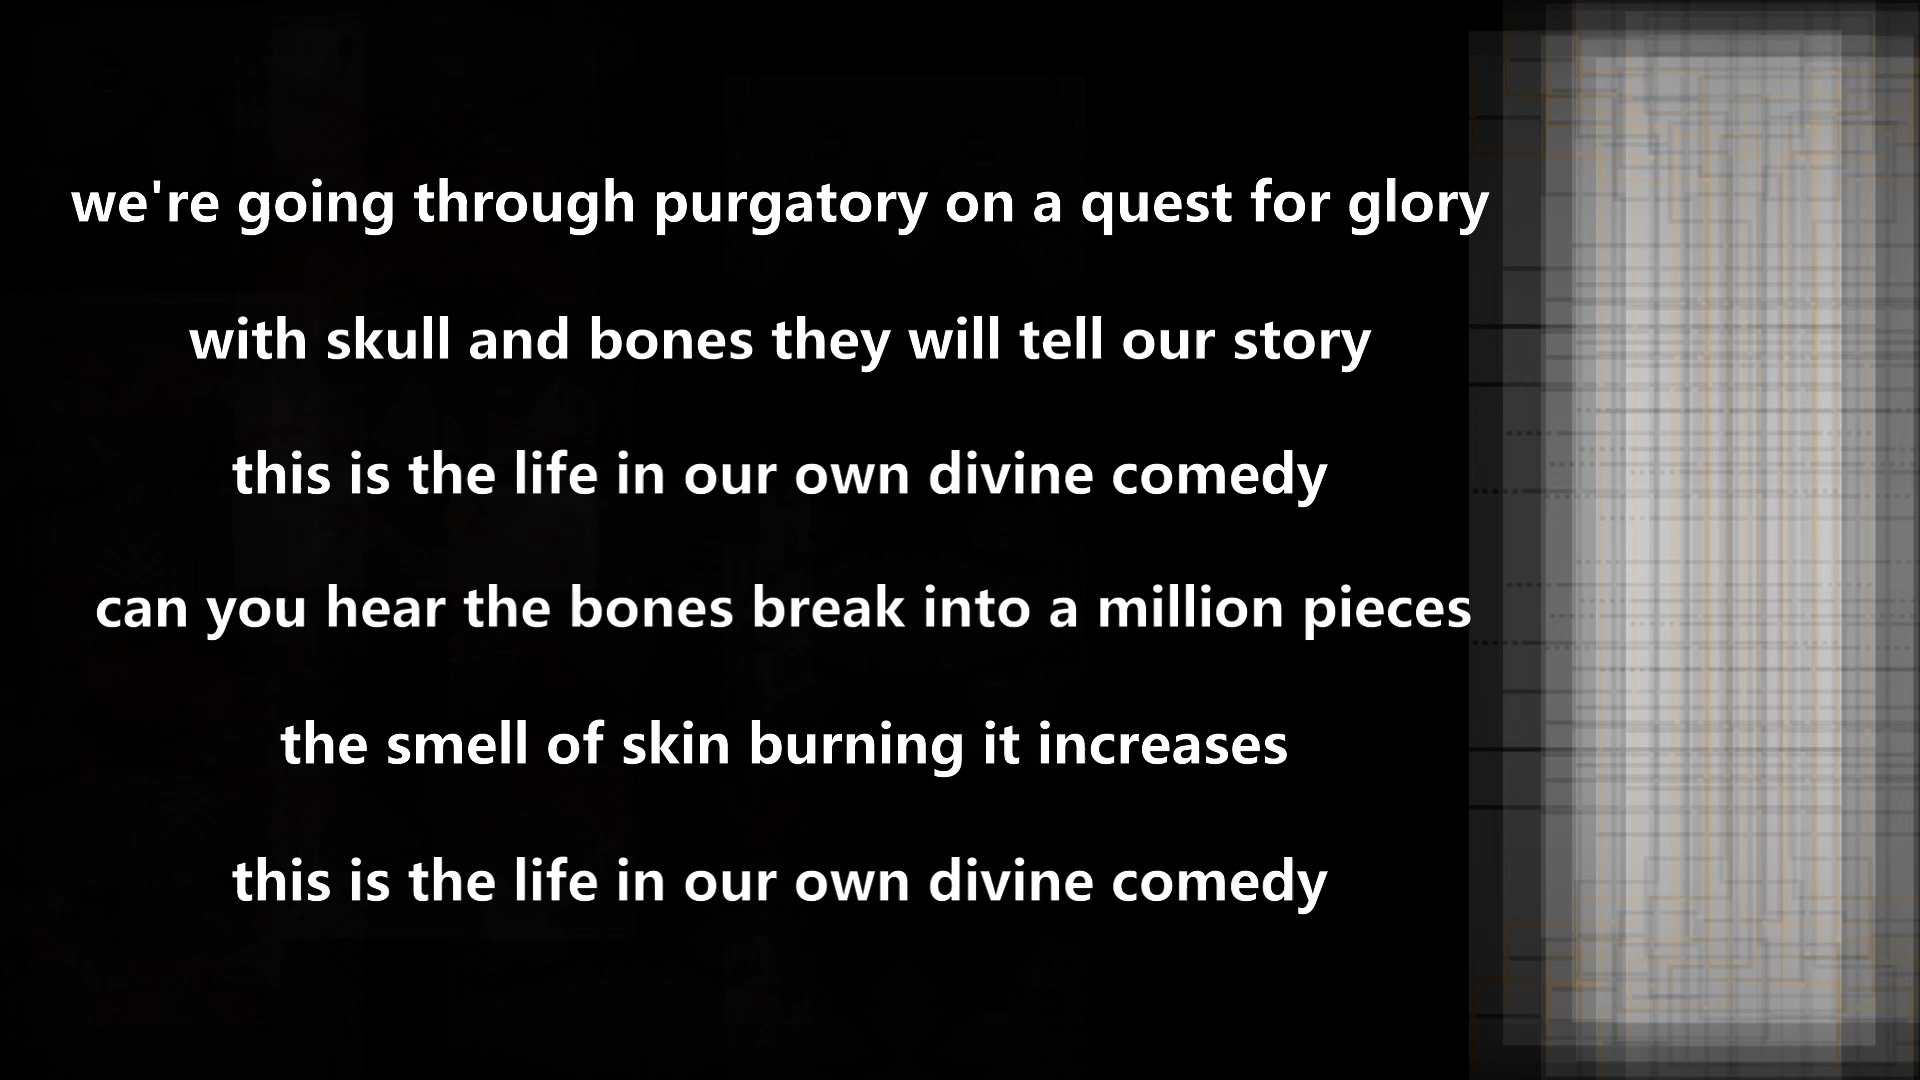 we're going through purgatory on a quest for glory
with skull and bones they will tell our story
this is the life in our own divine comedy
can you hear the bones break into a million pieces
the smell of skin burning it increases
this is the life in our own divine comedy